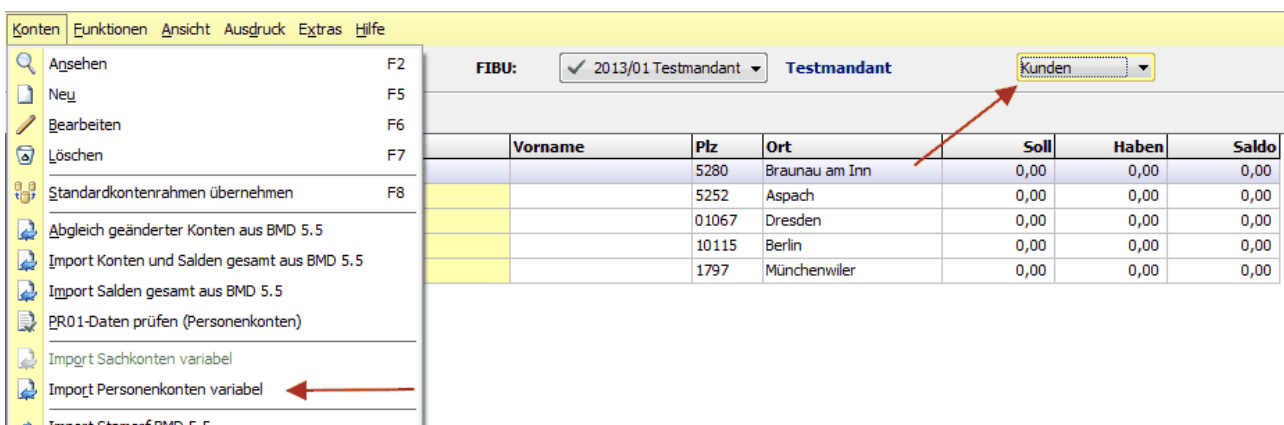 Konten Funktionen Ansicht Ausdruck Extras Hilfe
FIBU: 2013/01 Testmandant Testmandant Kunden
Ansehen F2
Neu F5
Bearbeiten F6
Löschen F7
Standardkontenrahmen übernehmen F8
Abgleich geänderter Konten aus BMD 5.5
Import Konten und Salden gesamt aus BMD 5.5
Import Salden gesamt aus BMD 5.5
PR01-Daten prüfen (Personenkonten)
Import Sachkonten variabel
Import Personenkonten variabel
Vorname Plz Ort Soll Haben Saldo
5280 Braunau am Inn 0,00 0,00 0,00
5252 Aspach 0,00 0,00 0,00
01067 Dresden 0,00 0,00 0,00
10115 Berlin 0,00 0,00 0,00
1797 Münchenwiler 0,00 0,00 0,00